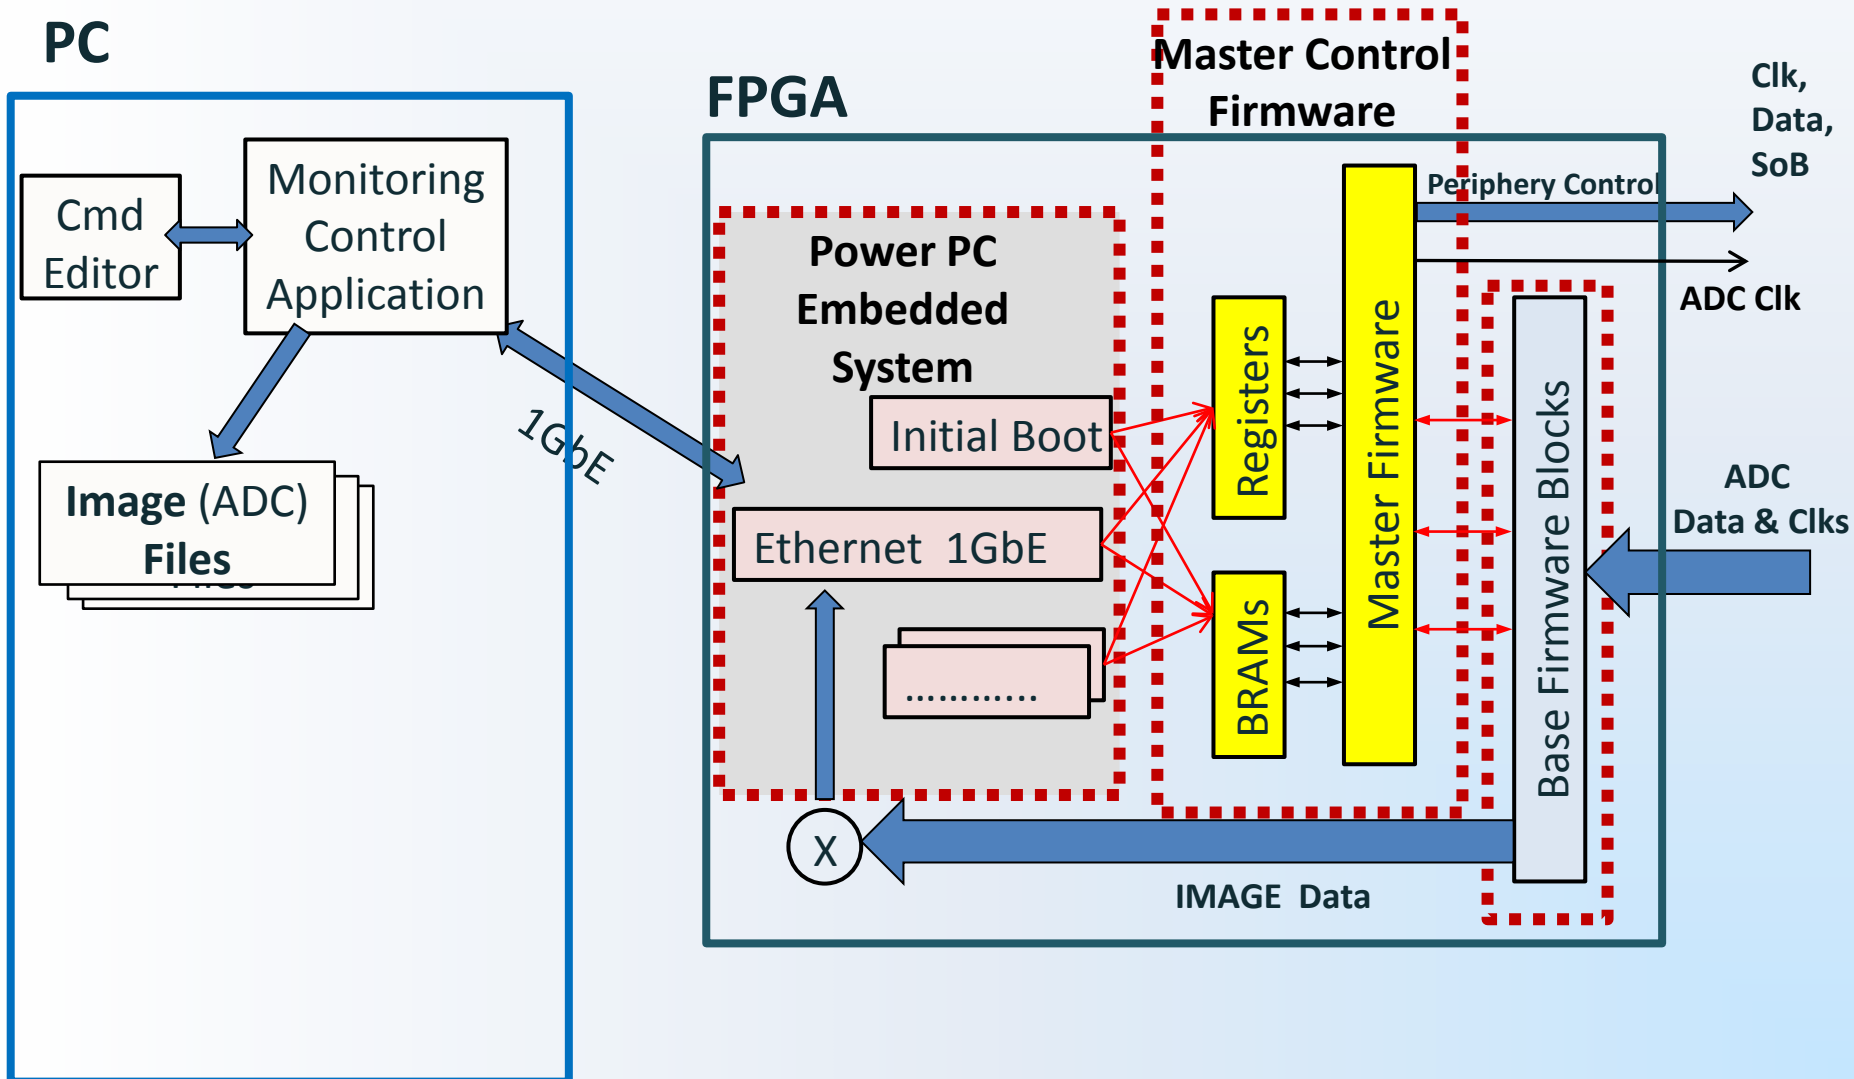 PC
Cmd
Editor
Monitoring
Control
Application
Image (ADC)
Files
Files
1GbE
FPGA
Power PC
Embedded
System
Initial Boot
Ethernet  1GbE
.............
X
IMAGE  Data
Master Control
Firmware
Registers
BRAMs
Master Firmware
Base Firmware Blocks
Periphery Control
Clk,
Data,
SoB
ADC Clk
ADC
Data & Clks